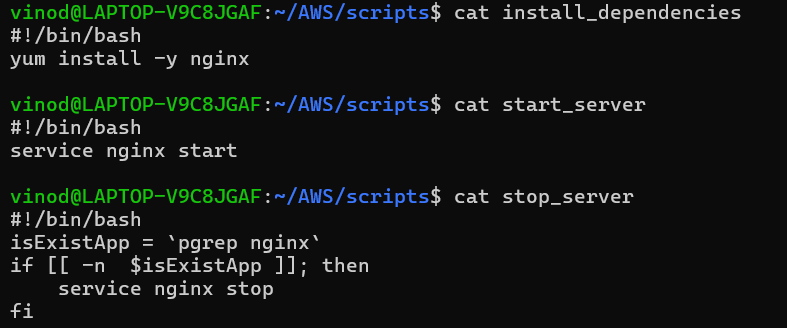 vinod@LAPTOP-V9C8JGAF:~/AWS/scripts$ cat install_dependencies
#!/bin/bash
yum install -y nginx
vinod@LAPTOP-V9C8JGAF:~/AWS/scripts$ cat start_server
#!/bin/bash
service nginx start
vinod@LAPTOP-V9C8JGAF:~/AWS/scripts$ cat stop_server
#!/bin/bash
isExistApp = `pgrep nginx`
if [[ -n  $isExistApp ]]; then
    service nginx stop
fi